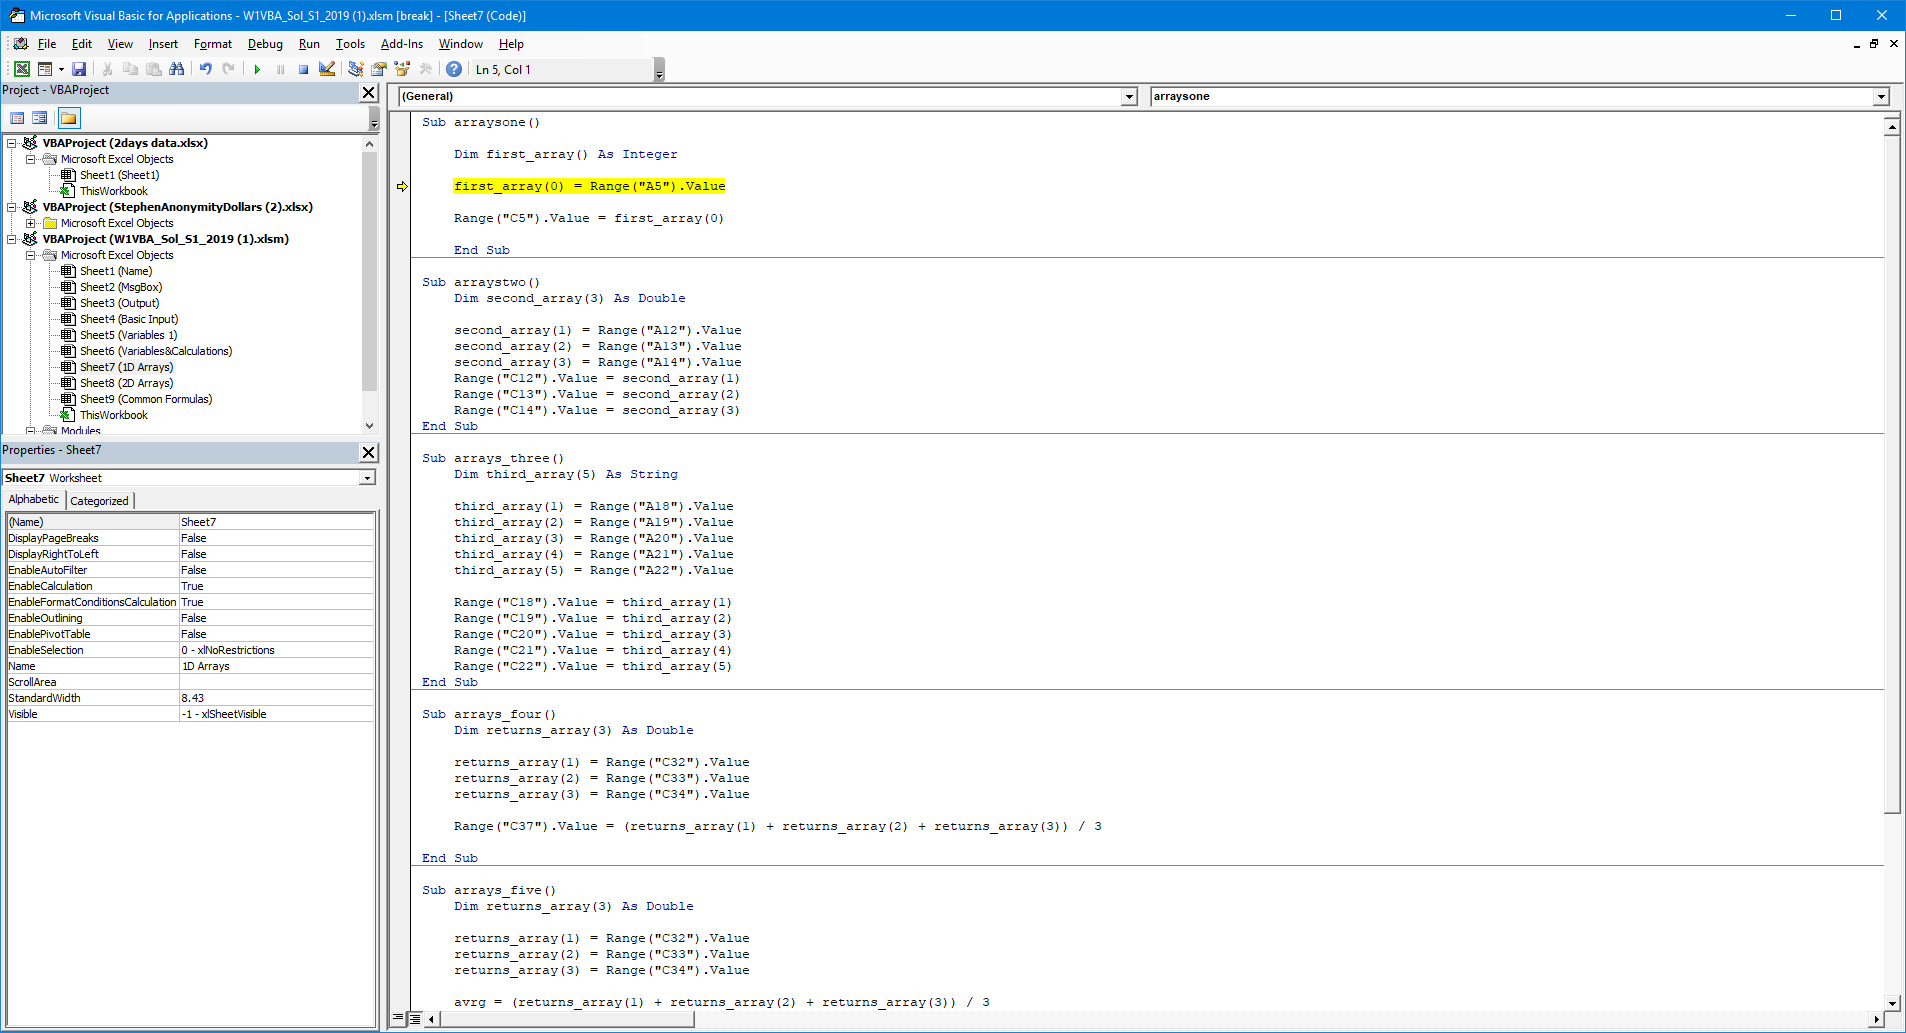 Microsoft Visual Basic for Applications - W1VBA_Sol_S1_2019 (1).xlsm [break] - [Sheet7 (Code)]
File Edit View Insert Format Debug Run Tools Add-Ins Window Help
Ln 5, Col 1
Project - VBAProject
VBAProject (2days data.xlsx)
Microsoft Excel Objects
Sheet1 (Sheet1)
ThisWorkbook
VBAProject (StephenAnonymityDollars (2).xlsx)
Microsoft Excel Objects
VBAProject (W1VBA_Sol_S1_2019 (1).xlsm)
Microsoft Excel Objects
Sheet1 (Name)
Sheet2 (MsgBox)
Sheet3 (Output)
Sheet4 (Basic Input)
Sheet5 (Variables 1)
Sheet6 (Variables&Calculations)
Sheet7 (1D Arrays)
Sheet8 (2D Arrays)
Sheet9 (Common Formulas)
ThisWorkbook
Modules
Properties - Sheet7
Sheet7 Worksheet
Alphabetic Categorized
(Name) Sheet7
DisplayPageBreaks False
DisplayRightToLeft False
EnableAutoFilter False
EnableCalculation True
EnableFormatConditionsCalculation True
EnableOutlining False
EnablePivotTable False
EnableSelection 0 - xlNoRestrictions
Name 1D Arrays
ScrollArea
StandardWidth 8.43
Visible -1 - xlSheetVisible
(General) arraysone
Sub arraysone()
Dim first_array() As Integer
first_array(0) = Range("A5").Value
Range("C5").Value = first_array(0)
End Sub
Sub arraystwo()
Dim second_array(3) As Double
second_array(1) = Range("A12").Value
second_array(2) = Range("A13").Value
second_array(3) = Range("A14").Value
Range("C12").Value = second_array(1)
Range("C13").Value = second_array(2)
Range("C14").Value = second_array(3)
End Sub
Sub arrays_three()
Dim third_array(5) As String
third_array(1) = Range("A18").Value
third_array(2) = Range("A19").Value
third_array(3) = Range("A20").Value
third_array(4) = Range("A21").Value
third_array(5) = Range("A22").Value
Range("C18").Value = third_array(1)
Range("C19").Value = third_array(2)
Range("C20").Value = third_array(3)
Range("C21").Value = third_array(4)
Range("C22").Value = third_array(5)
End Sub
Sub arrays_four()
Dim returns_array(3) As Double
returns_array(1) = Range("C32").Value
returns_array(2) = Range("C33").Value
returns_array(3) = Range("C34").Value
Range("C37").Value = (returns_array(1) + returns_array(2) + returns_array(3)) / 3
End Sub
Sub arrays_five()
Dim returns_array(3) As Double
returns_array(1) = Range("C32").Value
returns_array(2) = Range("C33").Value
returns_array(3) = Range("C34").Value
avrg = (returns_array(1) + returns_array(2) + returns_array(3)) / 3